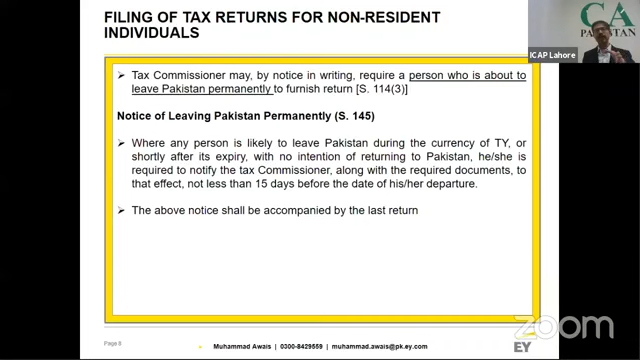 FILING OF TAX RETURNS FOR NON-RESIDENT
INDIVIDUALS
CA
PAKISTAN
ICAP Lahore
➢ Tax Commissioner may, by notice in writing, require a person who is about to
leave Pakistan permanently to furnish return [S. 114(3)]
Notice of Leaving Pakistan Permanently (S. 145)
➢ Where any person is likely to leave Pakistan during the currency of TY, or
shortly after its expiry, with no intention of returning to Pakistan, he/she is
required to notify the tax Commissioner, along with the required documents, to
that effect, not less than 15 days before the date of his/her departure.
➢ The above notice shall be accompanied by the last return
Page 8
Muhammad Awais | 0300-8429559 | muhammad.awais@pk.ey.com
EY
zoom